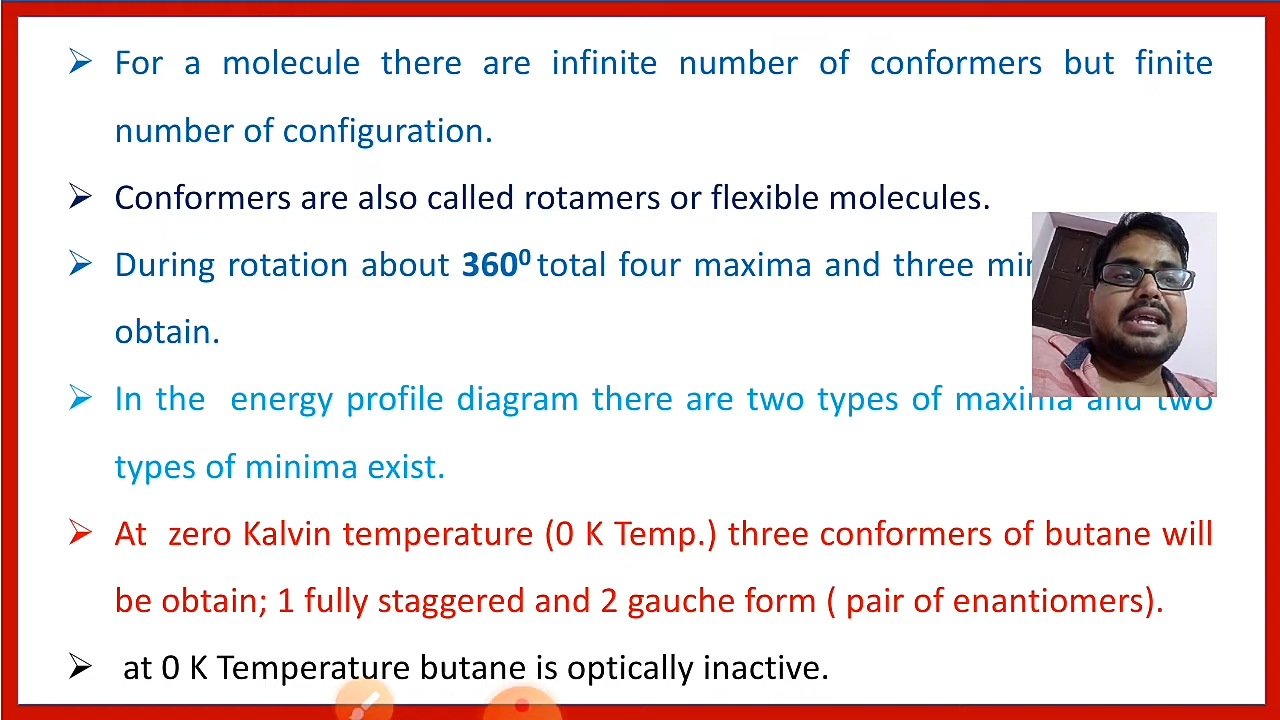 For a molecule there are infinite number of conformers but finite
number of configuration.
Conformers are also called rotamers or flexible molecules.
During rotation about 360⁰ total four maxima and three
obtain.
In the energy profile diagram there are two types of maxima and two
types of minima exist.
At zero Kalvin temperature (0 K Temp.) three conformers of butane will
be obtain; 1 fully staggered and 2 gauche form ( pair of enantiomers).
at 0 K Temperature butane is optically inactive.